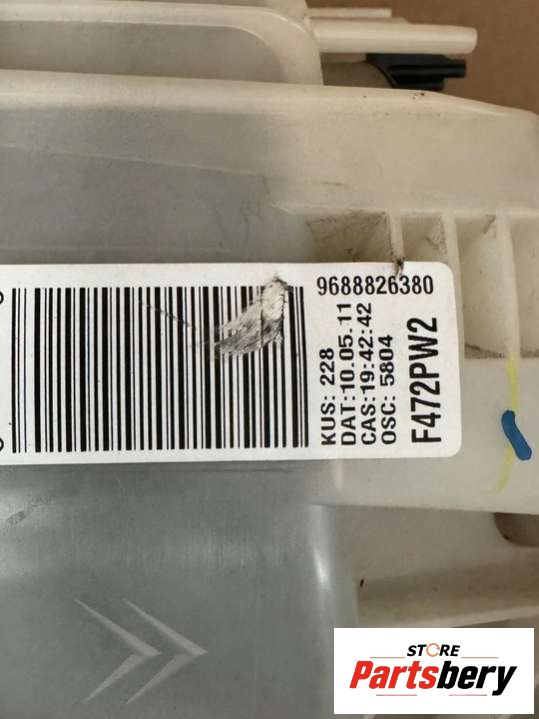 9688826380
KUS: 228
DAT:10.05.11
CAS:19:42:42
OSC: 5804
F472PW2
STORE
Partsbery